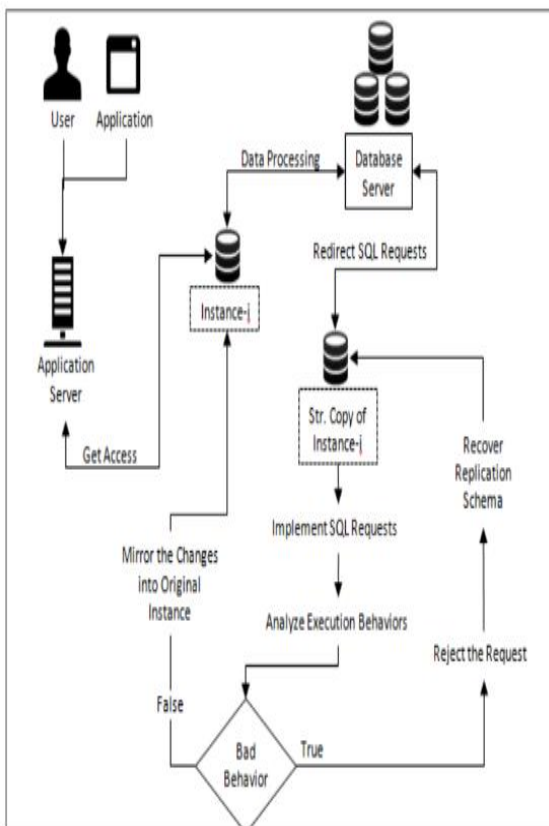 User
Application
Data Processing
Database
Server
Redirect SQL Requests
Instance-i
Application
Server
Get Access
Str. Copy of
Instance-i
Recover
Replication
Schema
Implement SQL Requests
Mirror the Changes
into Original
Instance
Analyze Execution Behaviors
Reject the Request
False
Bad
Behavior
True